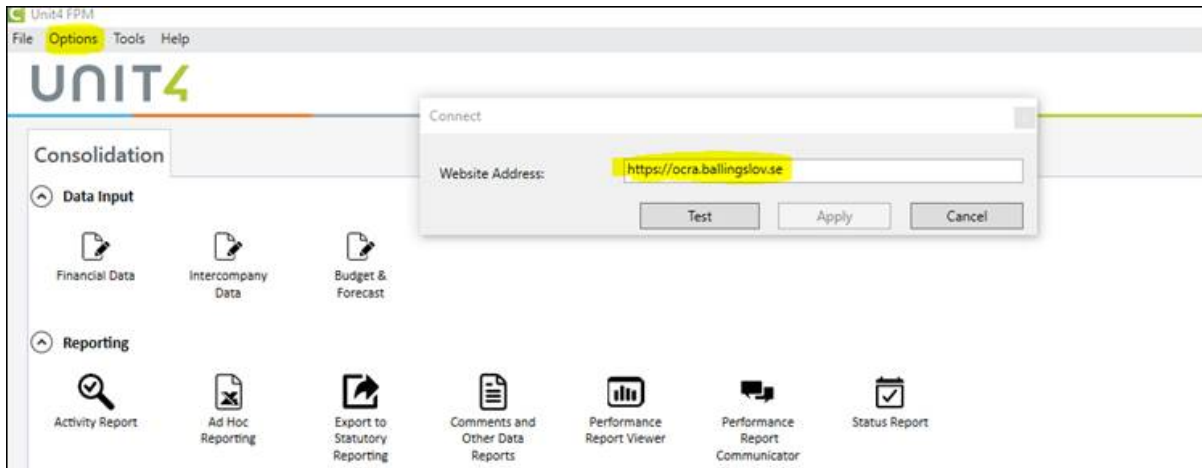 Unit4 FPM
File Options Tools Help
UNIT4
Connect
Website Address: https://ocra.ballingslov.se
Test Apply Cancel
Consolidation
Data Input
Financial Data
Intercompany
Data
Budget &
Forecast
Reporting
Activity Report
Ad Hoc
Reporting
Export to
Statutory
Reporting
Comments and
Other Data
Reports
Performance
Report Viewer
Performance
Report
Communicator
Status Report